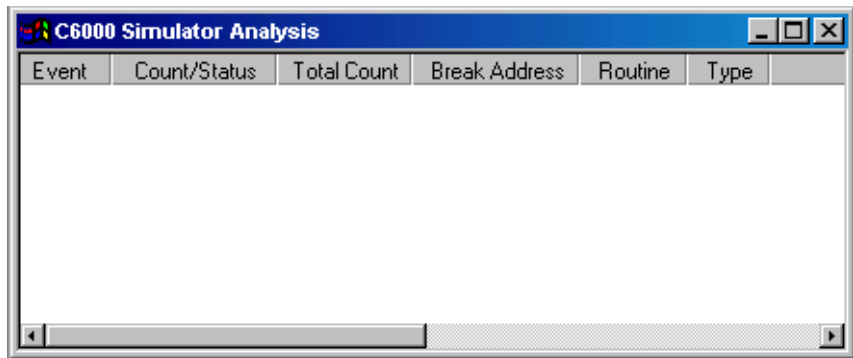 C6000 Simulator Analysis
Event Count/Status Total Count Break Address Routine Type